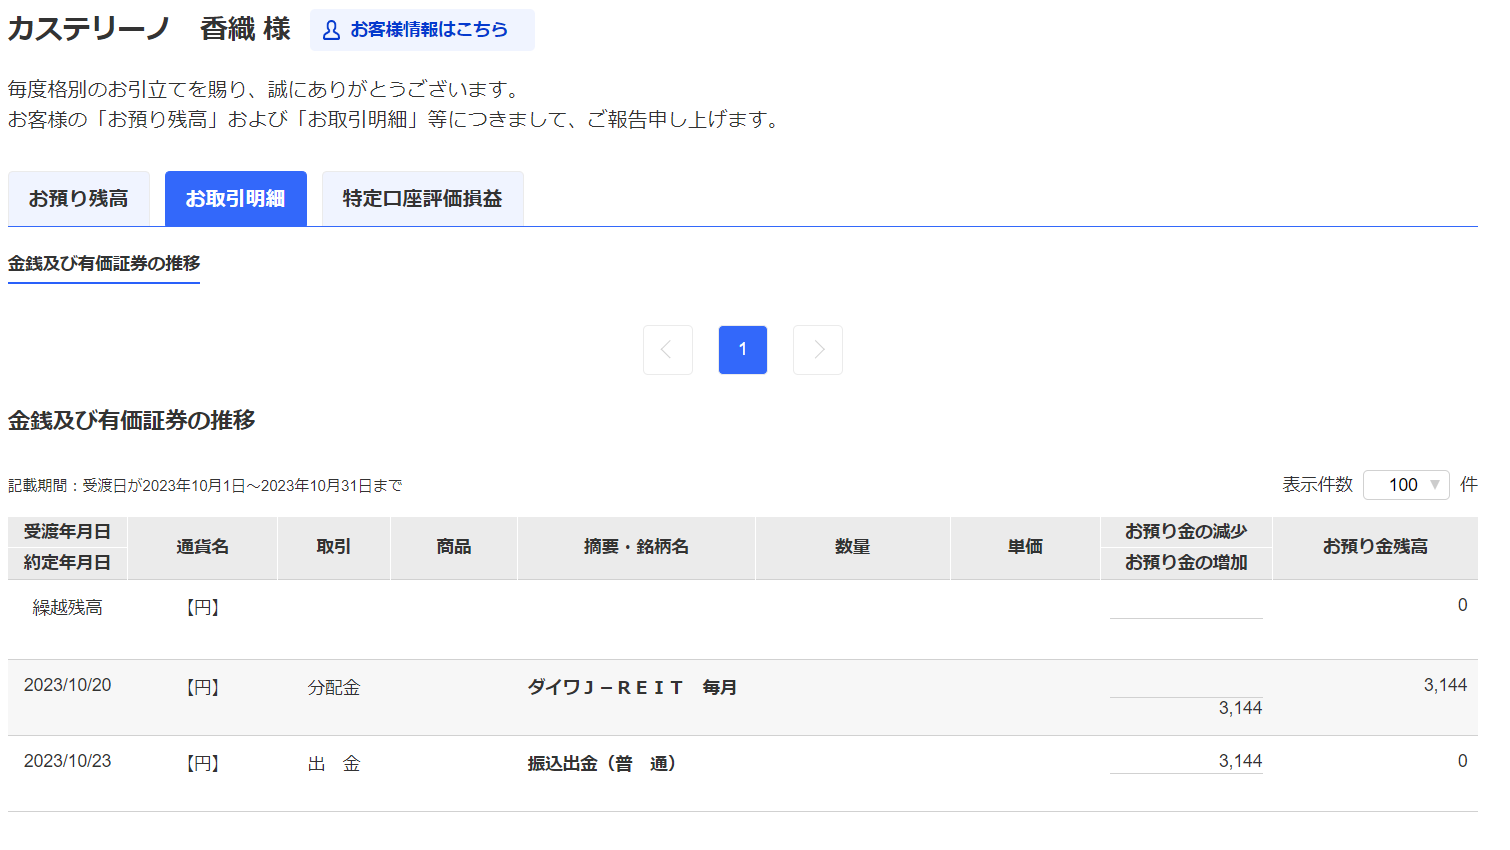 カステリーノ　香織 様　お客様情報はこちら
毎度格別のお引立てを賜り、誠にありがとうございます。
お客様の「お預り残高」および「お取引明細」等につきまして、ご報告申し上げます。
お預り残高　お取引明細　特定口座評価損益
金銭及び有価証券の推移
1
金銭及び有価証券の推移
記載期間：受渡日が2023年10月1日～2023年10月31日まで　表示件数　100　件
受渡年月日
約定年月日
通貨名
取引
商品
摘要・銘柄名
数量
単価
お預り金の減少
お預り金の増加
お預り金残高
繰越残高　【円】　0
2023/10/20　【円】　分配金　ダイワＪ－ＲＥＩＴ　毎月　3,144
3,144
2023/10/23　【円】　出　金　振込出金（普　通）　3,144　0